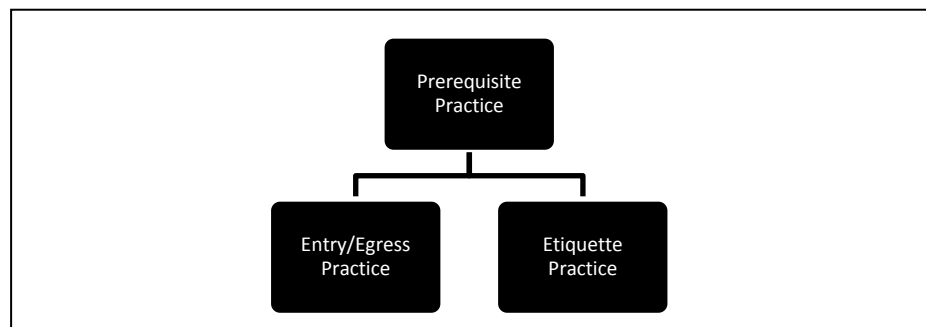 Prerequisite
Practice
Entry/Egress
Practice
Etiquette
Practice